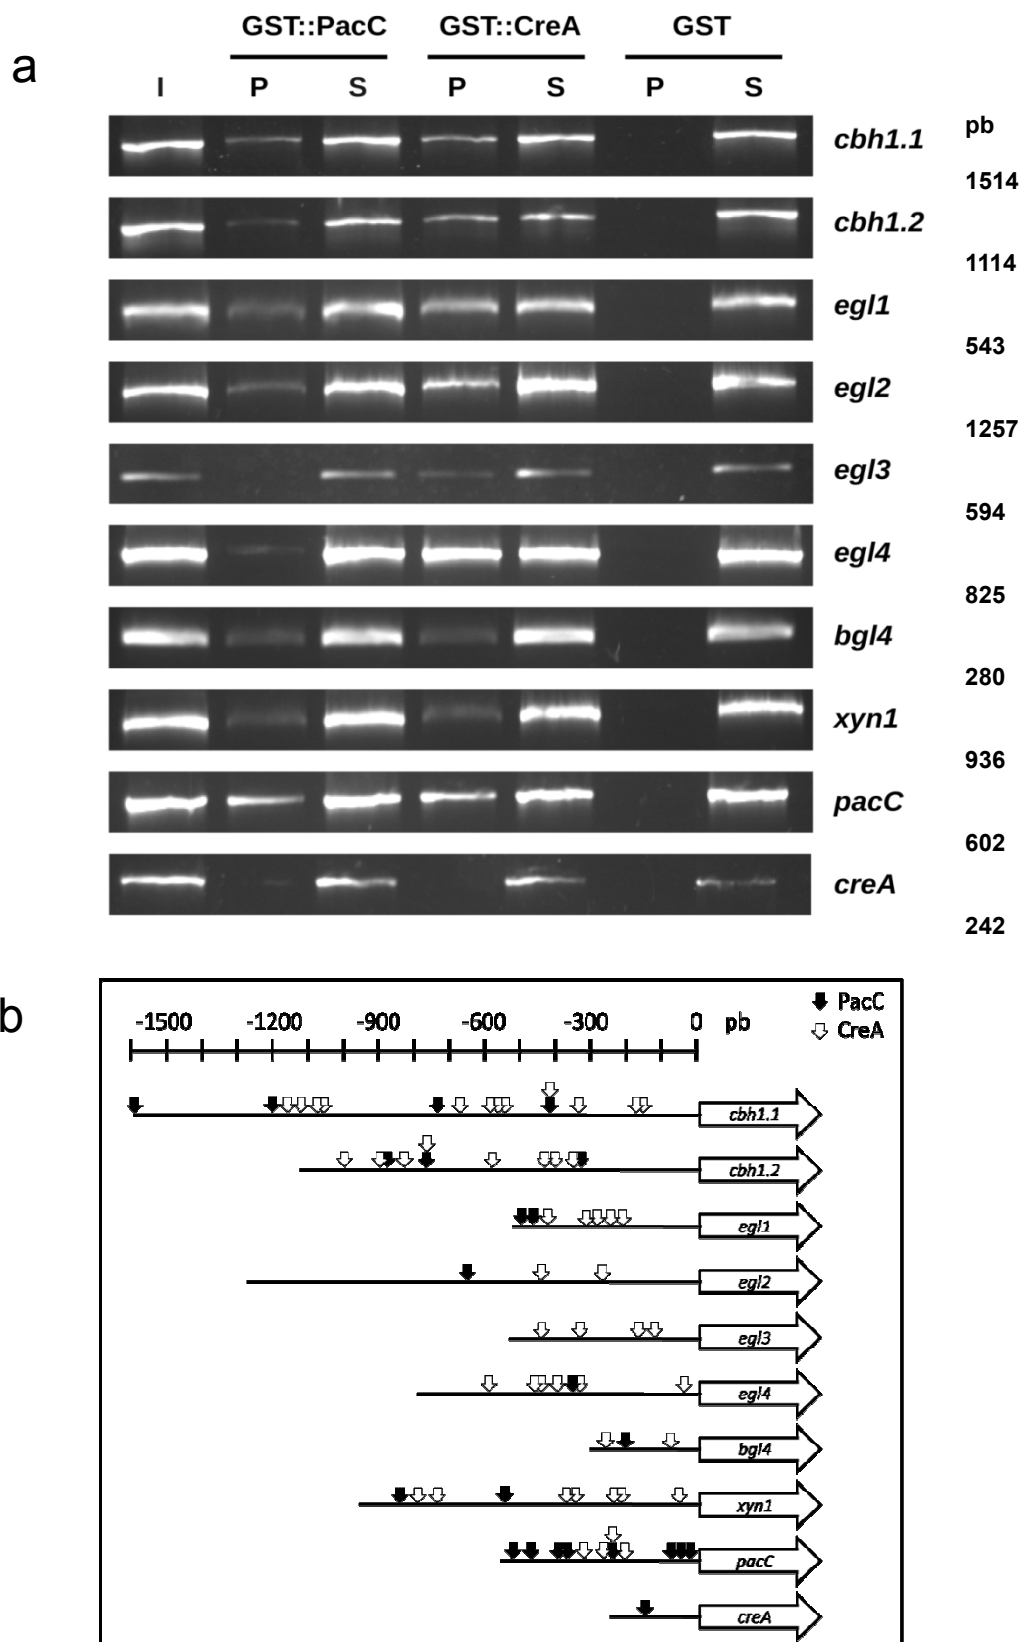 a
GST::PacC GST::CreA GST
I P S P S P S
cbh1.1 pb
1514
cbh1.2
1114
egl1
543
egl2
1257
egl3
594
egl4
825
bgl4
280
xyn1
936
pacC
602
creA
242
b
PacC
CreA
-1500 -1200 -900 -600 -300 0 pb
cbh1.1
cbh1.2
egl1
egl2
egl3
egl4
bgl4
xyn1
pacC
creA